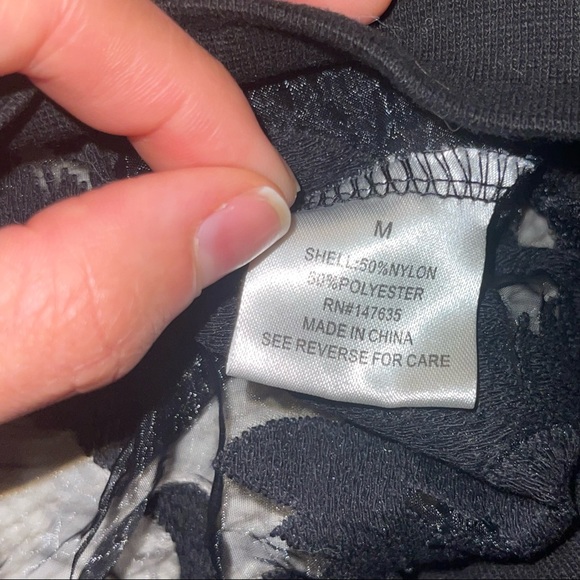 M
SHELL:50%NYLON
50%POLYESTER
RN#147635
MADE IN CHINA
SEE REVERSE FOR CARE